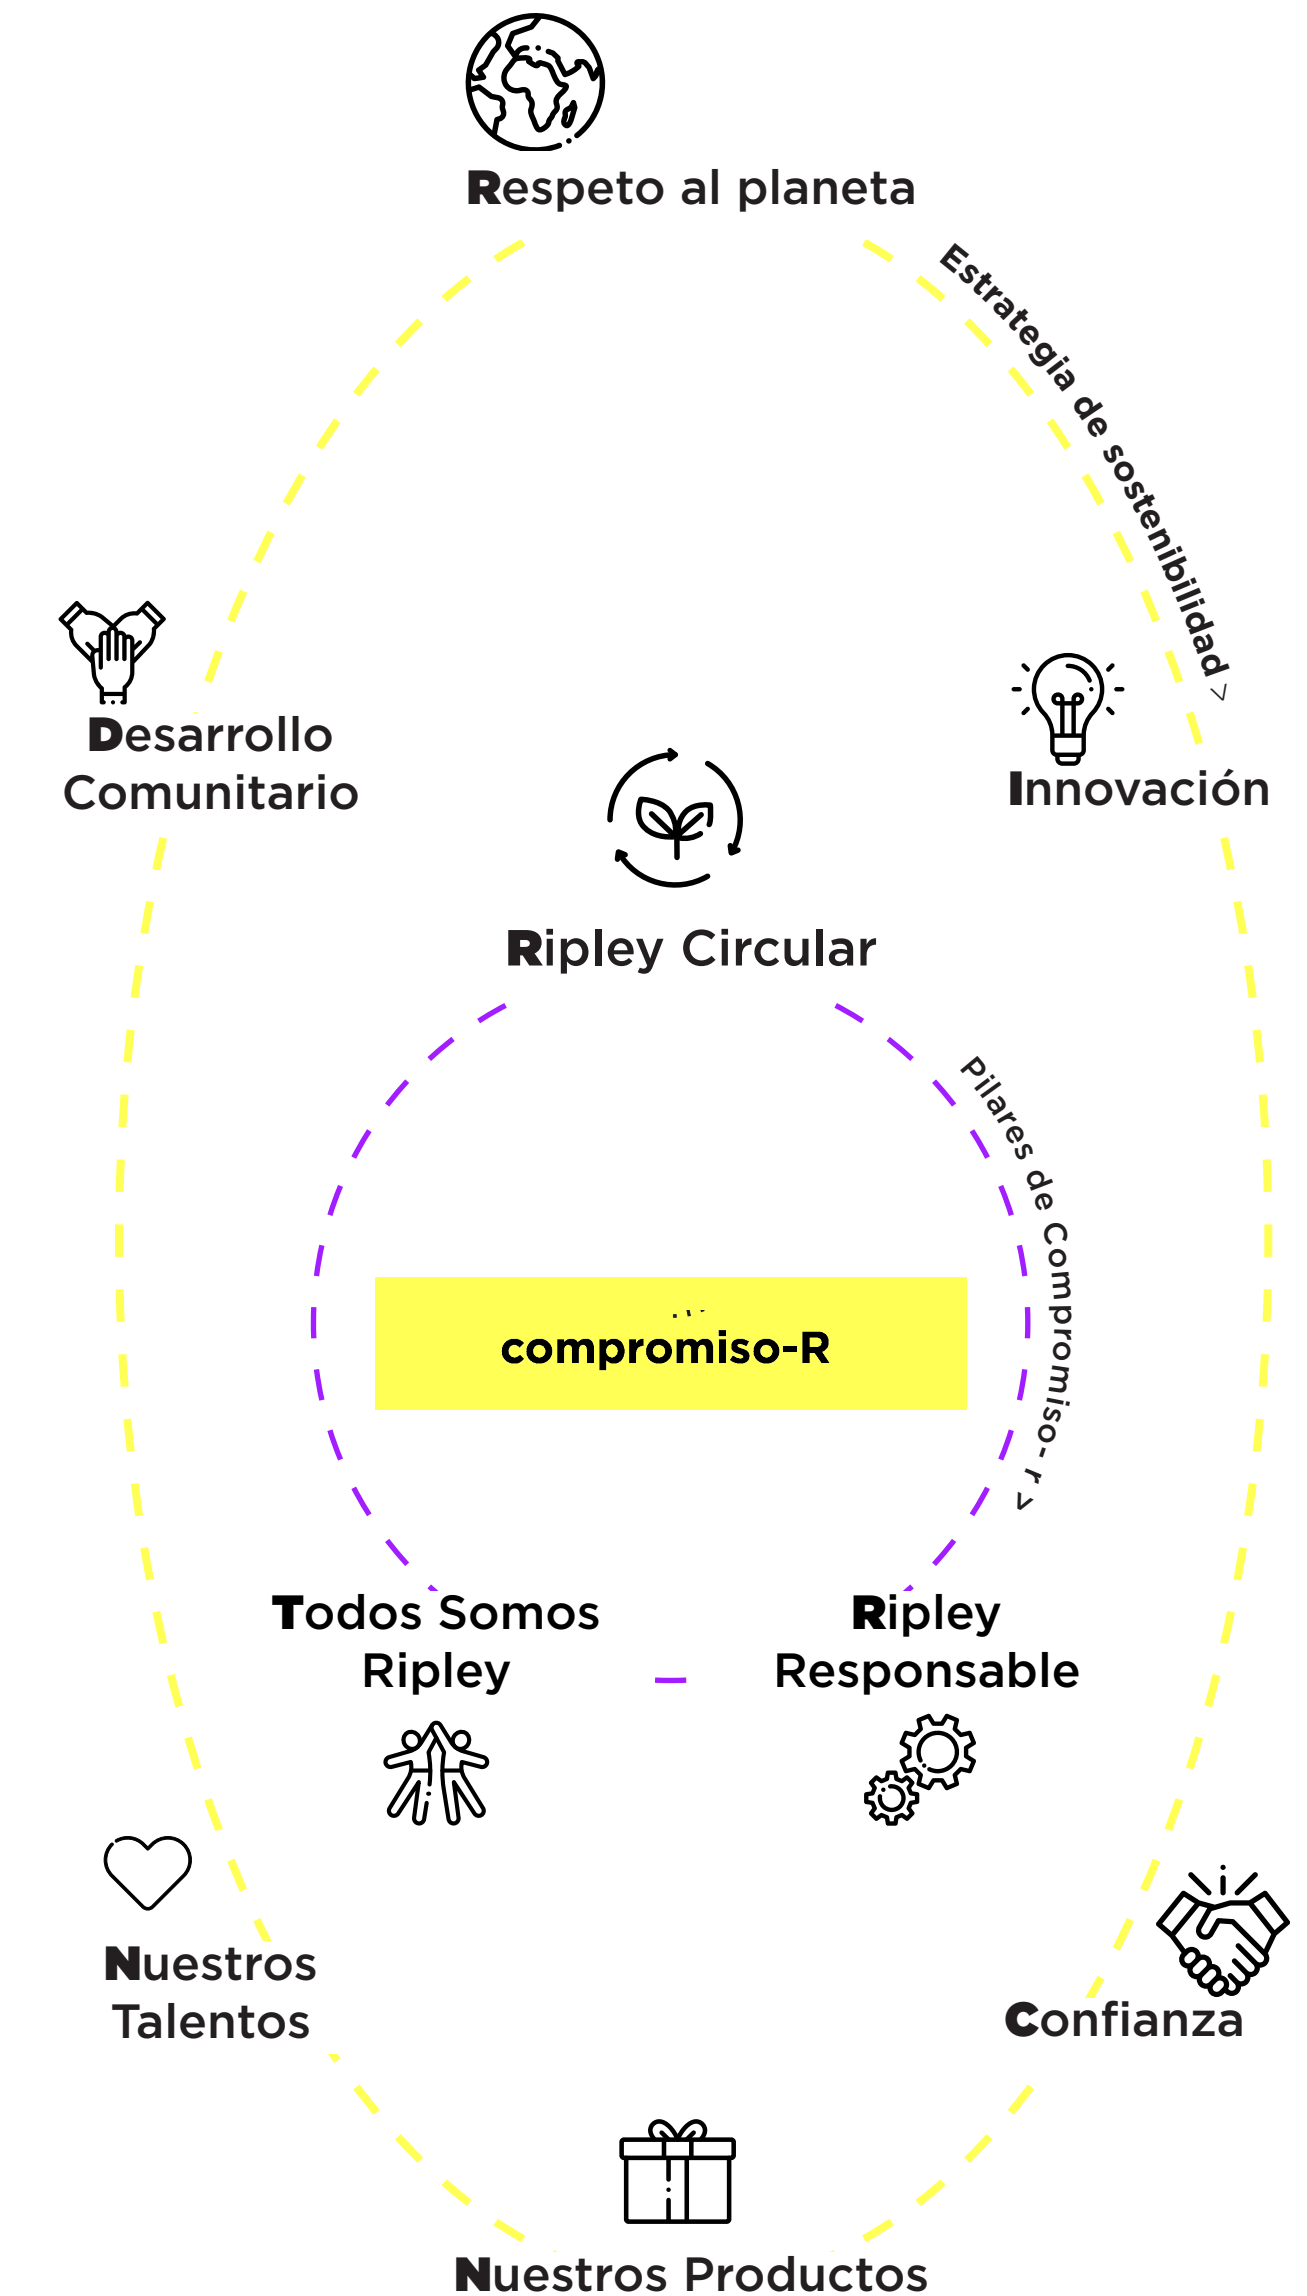 Respeto al planeta
Estrategia de sostenibilidad >
Desarrollo
Comunitario
Innovación
Ripley Circular
Pilares de Compromiso- r >
compromiso-R
Todos Somos
Ripley
Ripley
Responsable
Nuestros
Talentos
Confianza
Nuestros Productos